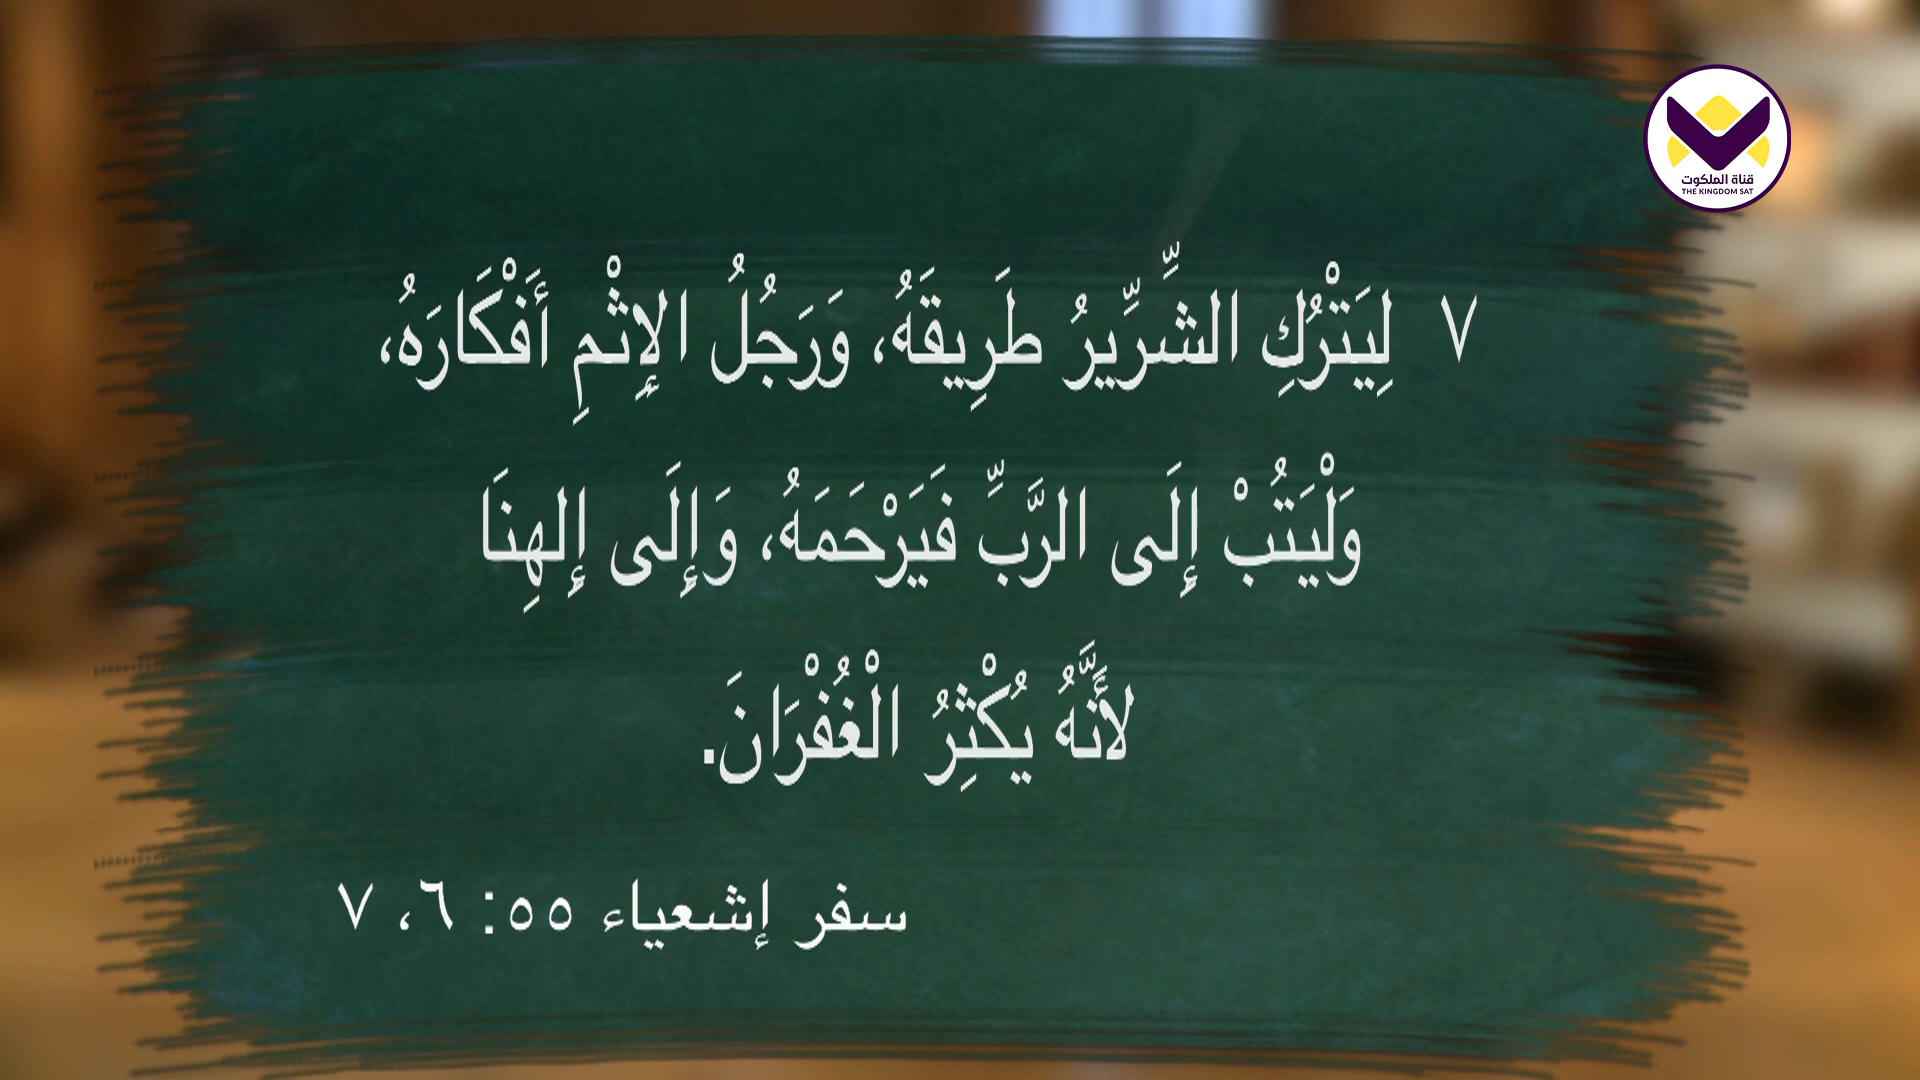 قناة الملكوت
THE KINGDOM SAT
٧ لِيَتْرُكِ الشِّرِّيرُ طَرِيقَهُ، وَرَجُلُ الإِثْمِ أَفْكَارَهُ،
وَلْيَتُبْ إِلَى الرَّبِّ فَيَرْحَمَهُ، وَإِلَى إِلهِنَا
لأَنَّهُ يُكْثِرُ الْغُفْرَانَ.
سفر إشعياء ٥٥: ٦، ٧